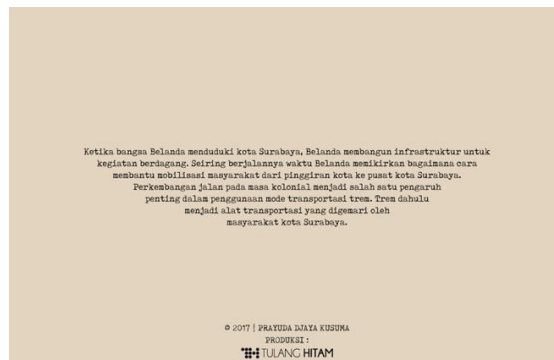 Ketika bangsa Belanda menduduki kota Surabaya, Belanda membangun infrastruktur untuk
kegiatan berdagang. Seiring berjalannya waktu Belanda memikirkan bagaimana cara
membantu mobilisasi masyarakat dari pinggiran kota ke pusat kota Surabaya.
Perkembangan jalan pada masa kolonial menjadi salah satu pengaruh
penting dalam penggunaan mode transportasi trem. Trem dahulu
menjadi alat transportasi yang digemari oleh
masyarakat kota Surabaya.
© 2017 | PRAYUDA DJAYA KUSUMA
PRODUKSI :
TULANG HITAM